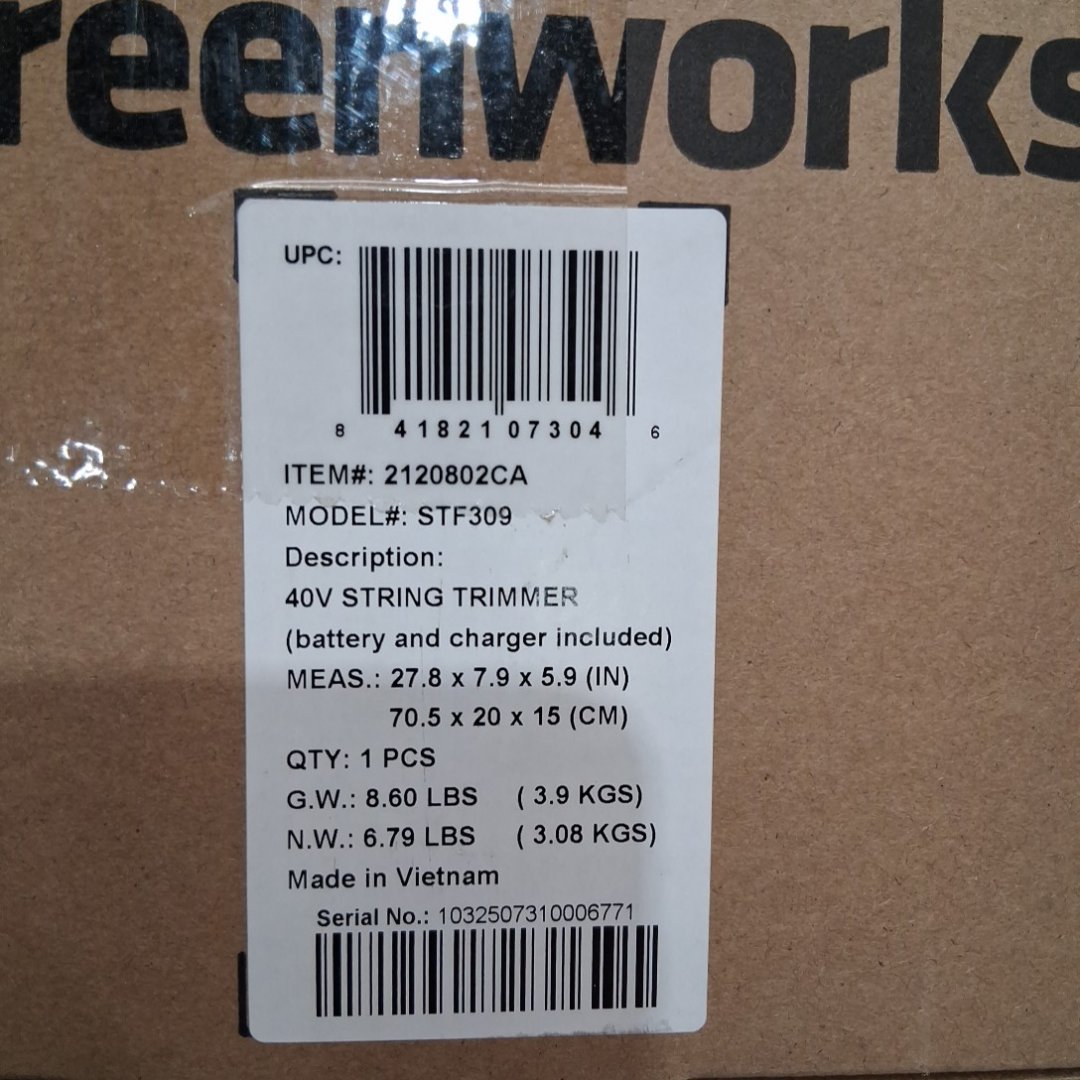 reenworks
UPC:
8 41821 07304 6
ITEM#: 2120802CA
MODEL#: STF309
Description:
40V STRING TRIMMER
(battery and charger included)
MEAS.: 27.8 x 7.9 x 5.9 (IN)
70.5 x 20 x 15 (CM)
QTY: 1 PCS
G.W.: 8.60 LBS ( 3.9 KGS)
N.W.: 6.79 LBS ( 3.08 KGS)
Made in Vietnam
Serial No.: 1032507310006771